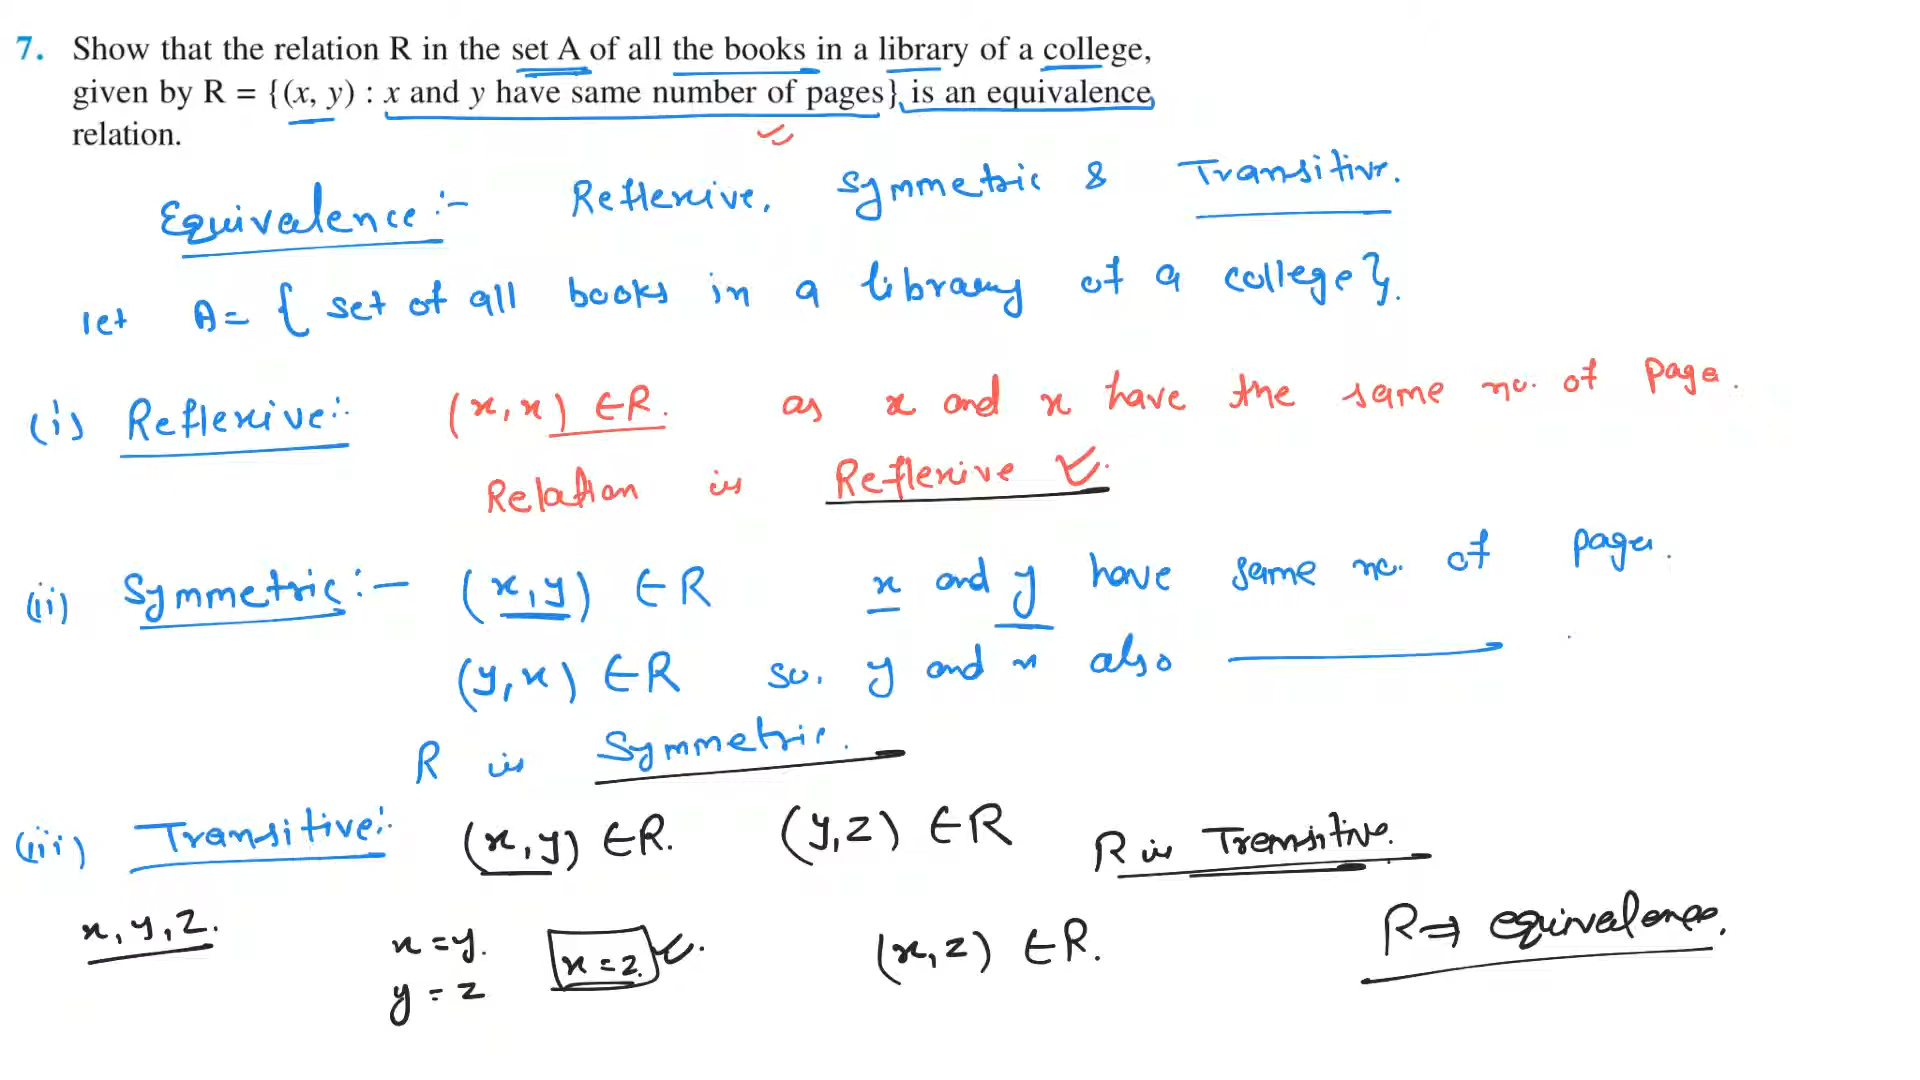 7. Show that the relation R in the set A of all the books in a library of a college,
given by R = {(x, y) : x and y have same number of pages} is an equivalence
relation.
Equivalence :- Reflexive, Symmetric & Transitive.
let A = { set of all books in a library of a college }.
(i) Reflexive :- (x, x) ∈ R. as x and x have the same no. of page.
Relation is Reflexive
(ii) Symmetric :- (x, y) ∈ R x and y have same no. of pages.
(y, x) ∈ R so, y and x also
R is Symmetric.
(iii) Transitive :- (x, y) ∈ R. (y, z) ∈ R R is Transitive.
x, y, z. x = y. x = z. (x, z) ∈ R. R ⇒ equivalence.
y = z